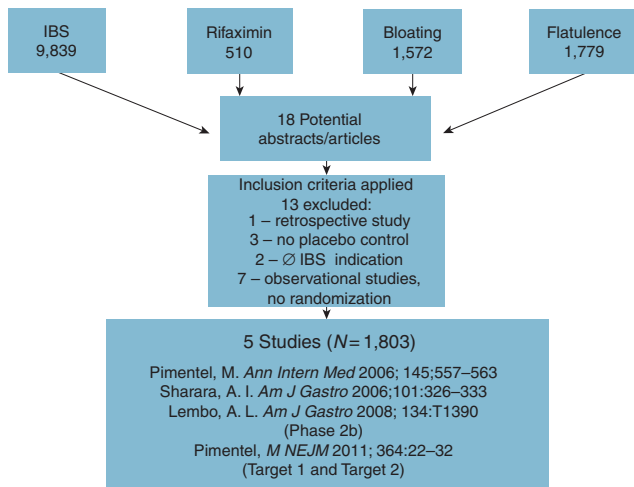 IBS
9,839
Rifaximin
510
Bloating
1,572
Flatulence
1,779
18 Potential
abstracts/articles
Inclusion criteria applied
13 excluded:
1 – retrospective study
3 – no placebo control
2 – ∅ IBS indication
7 – observational studies,
no randomization
5 Studies (N = 1,803)
Pimentel, M. Ann Intern Med 2006; 145;557–563
Sharara, A. I. Am J Gastro 2006;101:326–333
Lembo, A. L. Am J Gastro 2008; 134:T1390
(Phase 2b)
Pimentel, M NEJM 2011; 364:22–32
(Target 1 and Target 2)